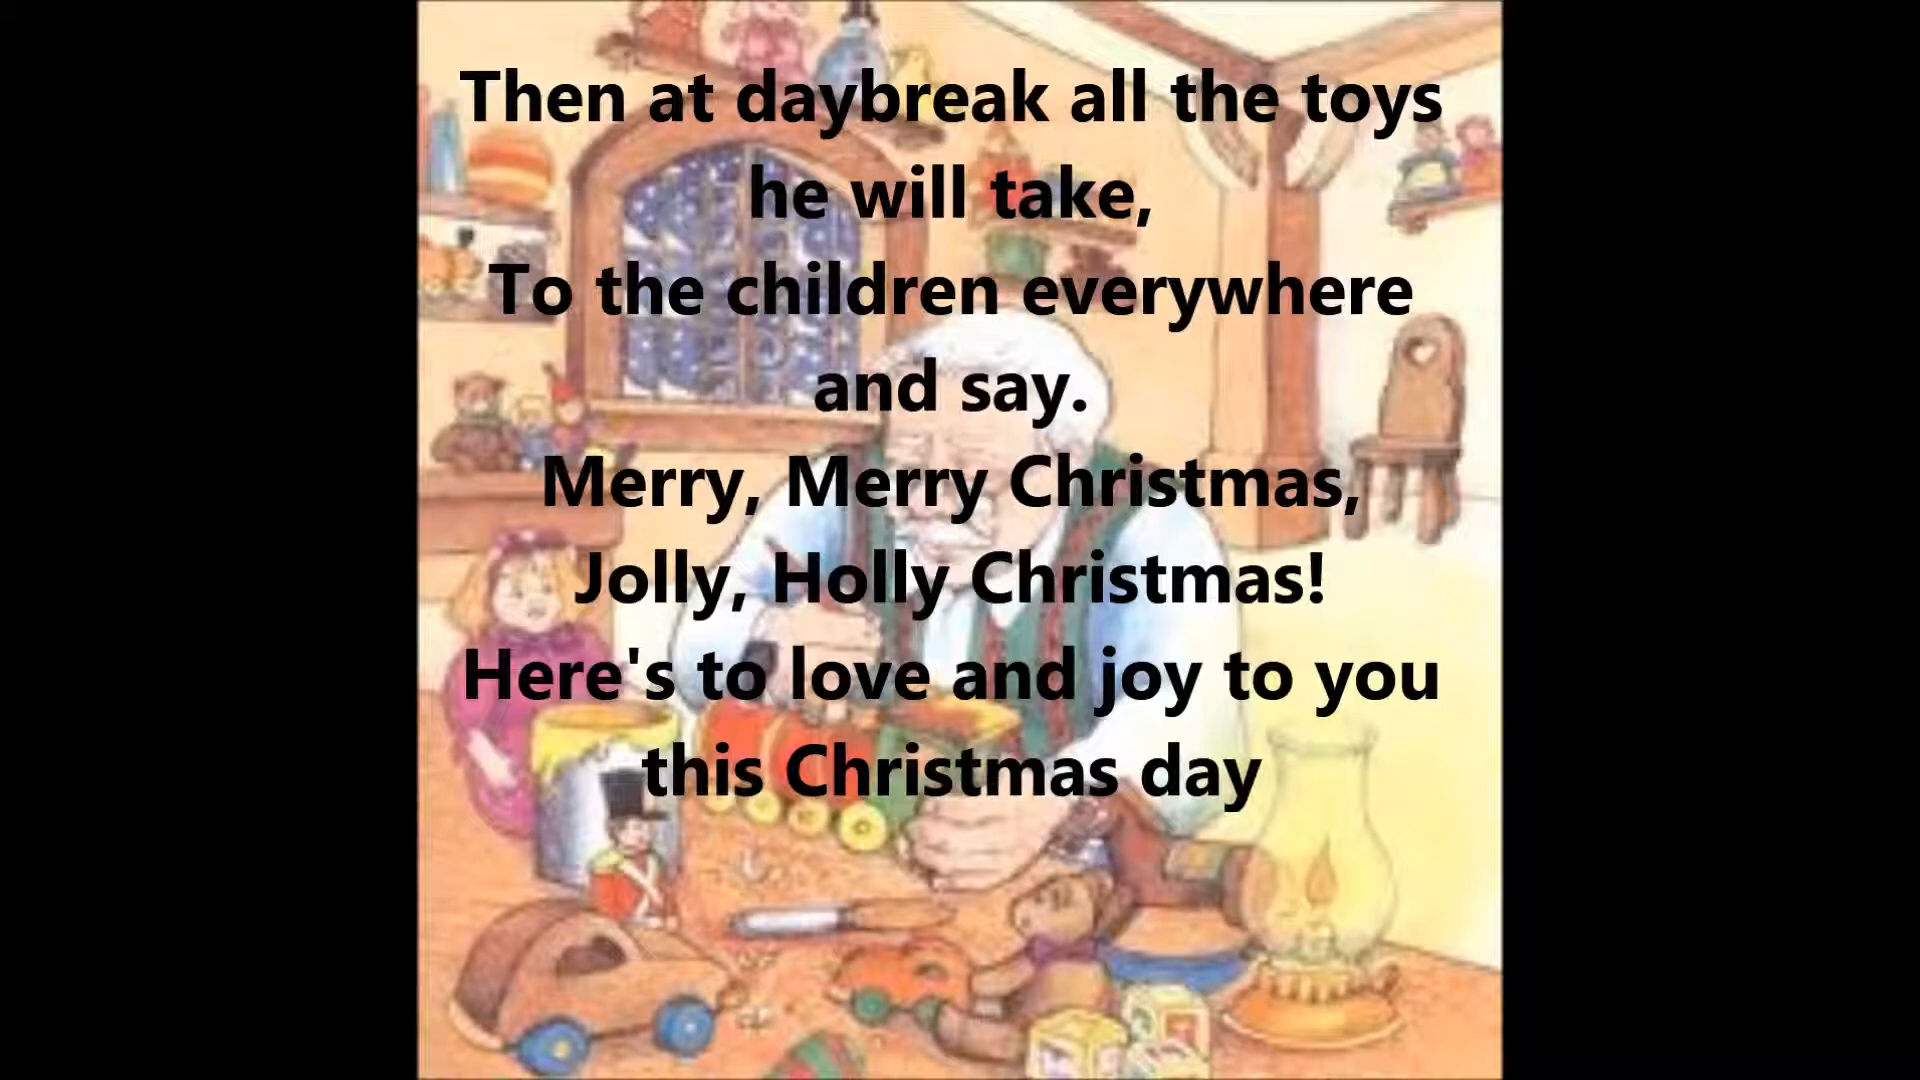 Then at daybreak all the toys
he will take,
To the children everywhere
and say.
Merry, Merry Christmas,
Jolly, Holly Christmas!
Here's to love and joy to you
this Christmas day